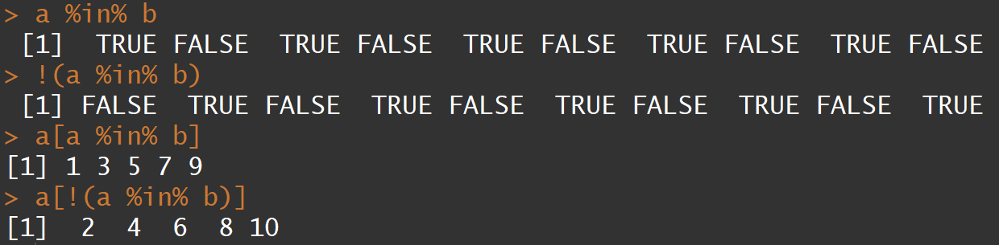 > a %in% b
 [1]  TRUE FALSE  TRUE FALSE  TRUE FALSE  TRUE FALSE  TRUE FALSE
> !(a %in% b)
 [1] FALSE  TRUE FALSE  TRUE FALSE  TRUE FALSE  TRUE FALSE  TRUE
> a[a %in% b]
[1] 1 3 5 7 9
> a[!(a %in% b)]
[1]  2  4  6  8 10